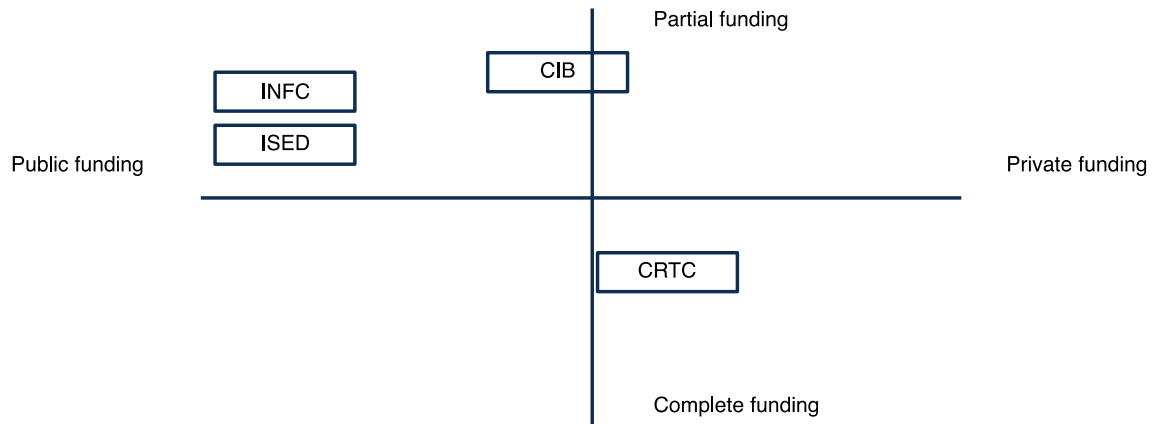 Partial funding
CIB
INFC
ISED
Public funding
Private funding
CRTC
Complete funding